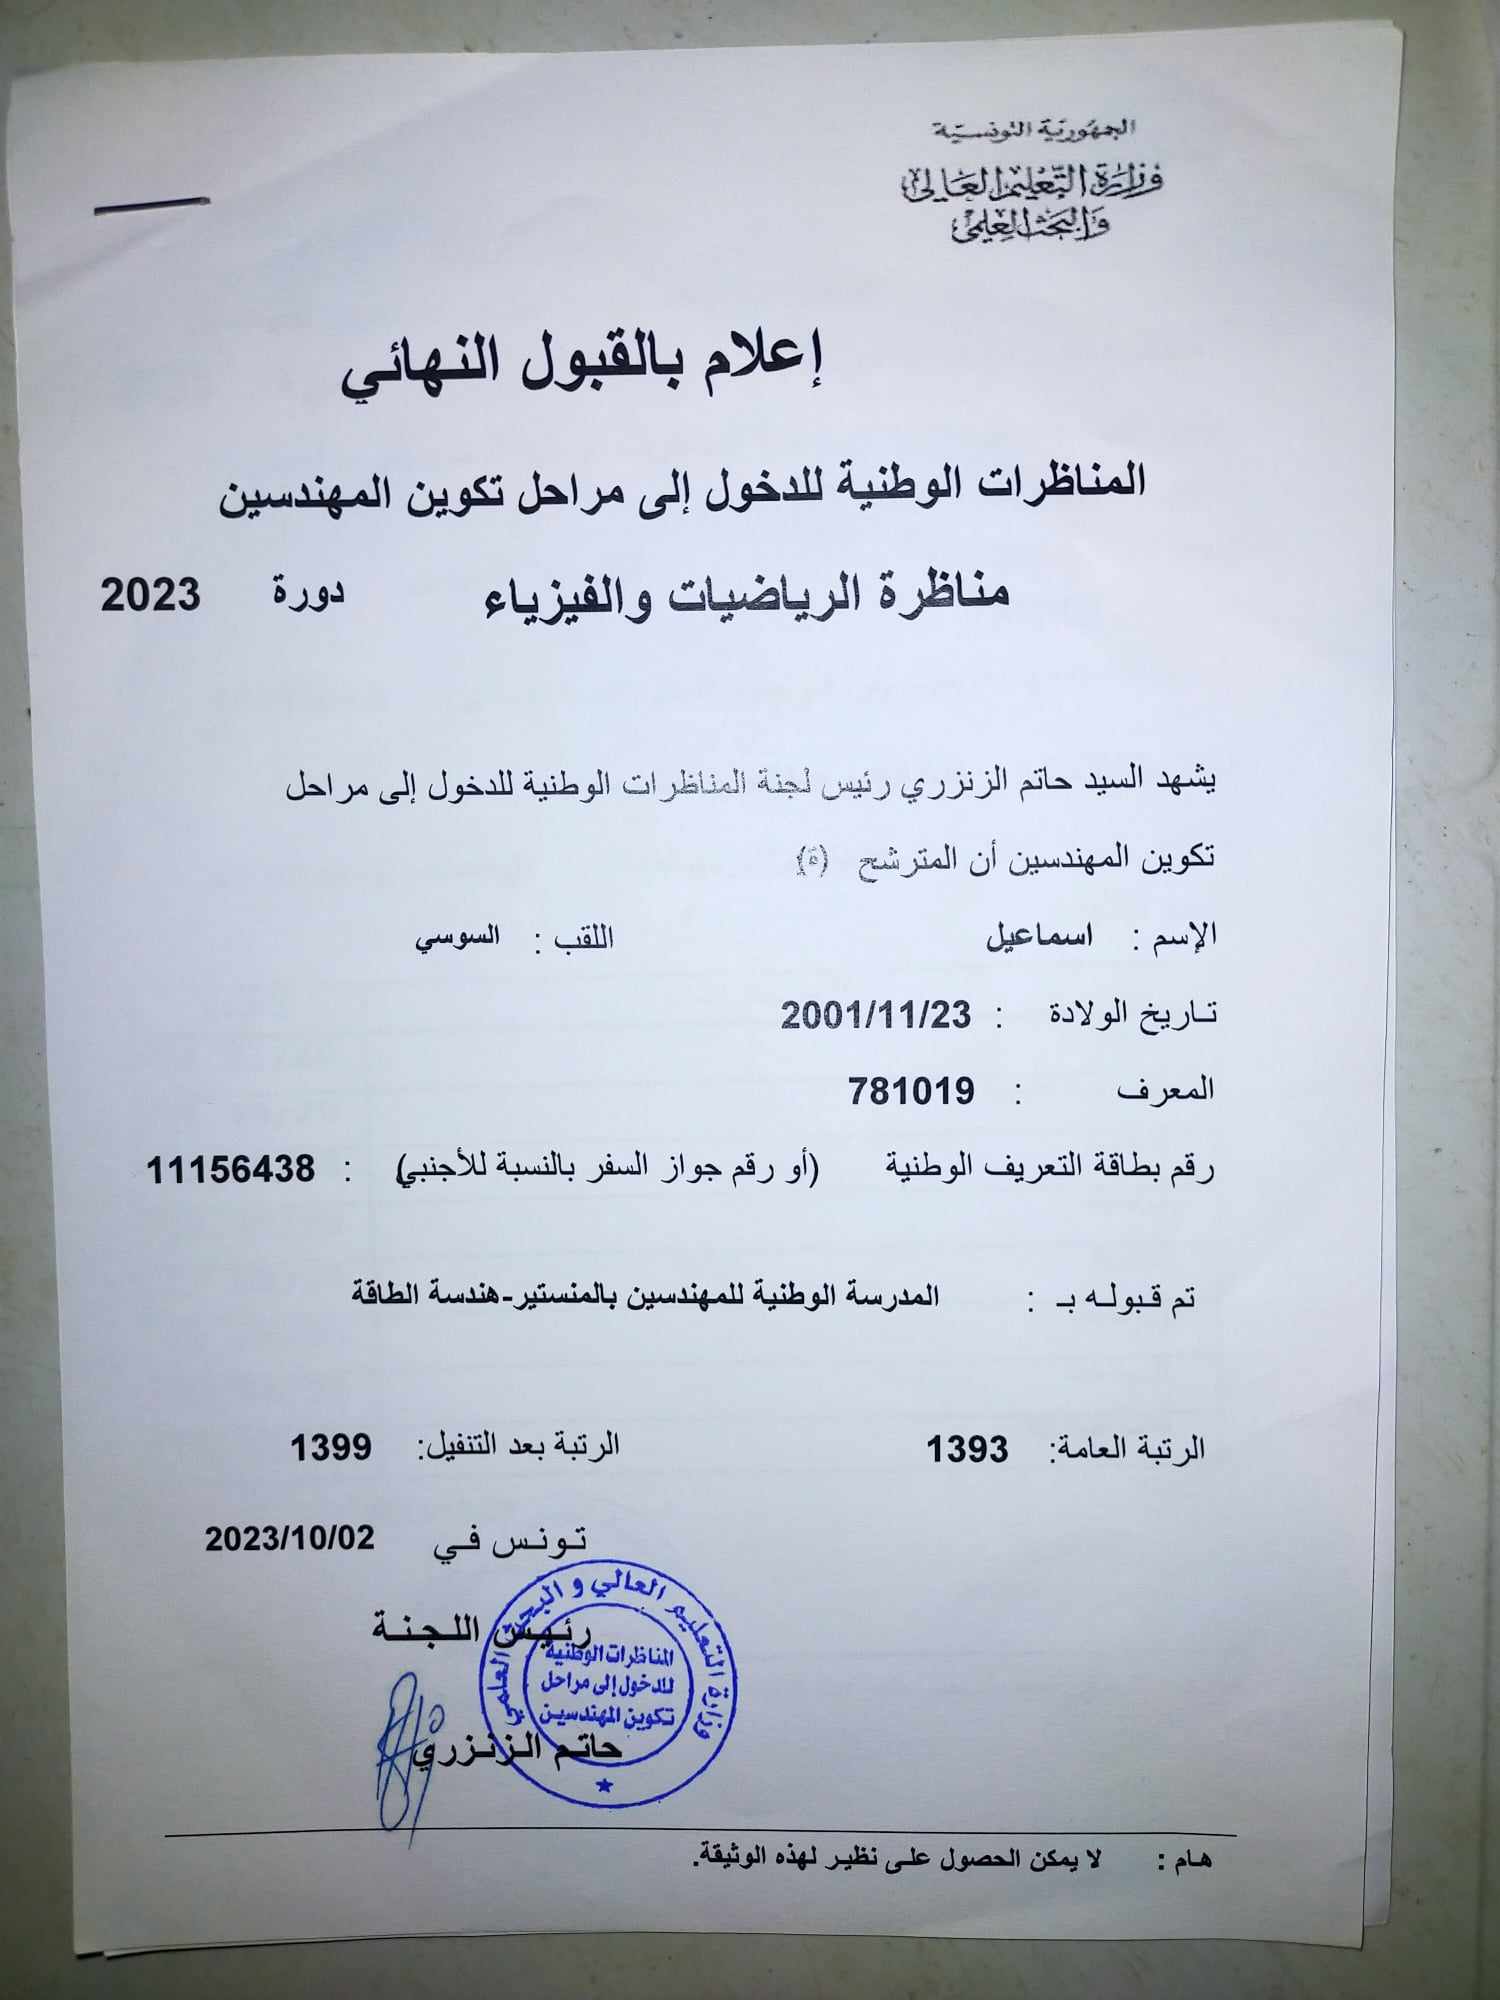 الجمهورية التونسية
وزارة التعليم العالي
والبحث العلمي
إعلام بالقبول النهائي
المناظرات الوطنية للدخول إلى مراحل تكوين المهندسين
مناظرة الرياضيات والفيزياء دورة 2023
يشهد السيد حاتم الزنزري رئيس لجنة المناظرات الوطنية للدخول إلى مراحل
تكوين المهندسين أن المترشح (ة)
الإسم : اسماعيل اللقب : السوسي
تاريخ الولادة : 2001/11/23
المعرف : 781019
رقم بطاقة التعريف الوطنية (أو رقم جواز السفر بالنسبة للأجنبي) : 11156438
تم قبوله بـ : المدرسة الوطنية للمهندسين بالمنستير-هندسة الطاقة
الرتبة العامة: 1393 الرتبة بعد التنفيل: 1399
تونس في 2023/10/02
رئيس اللجنة
حاتم الزنزري
وزارة التعليم العالي و البحث العلمي
المناظرات الوطنية
للدخول إلى مراحل
تكوين المهندسين
هام : لا يمكن الحصول على نظير لهذه الوثيقة.